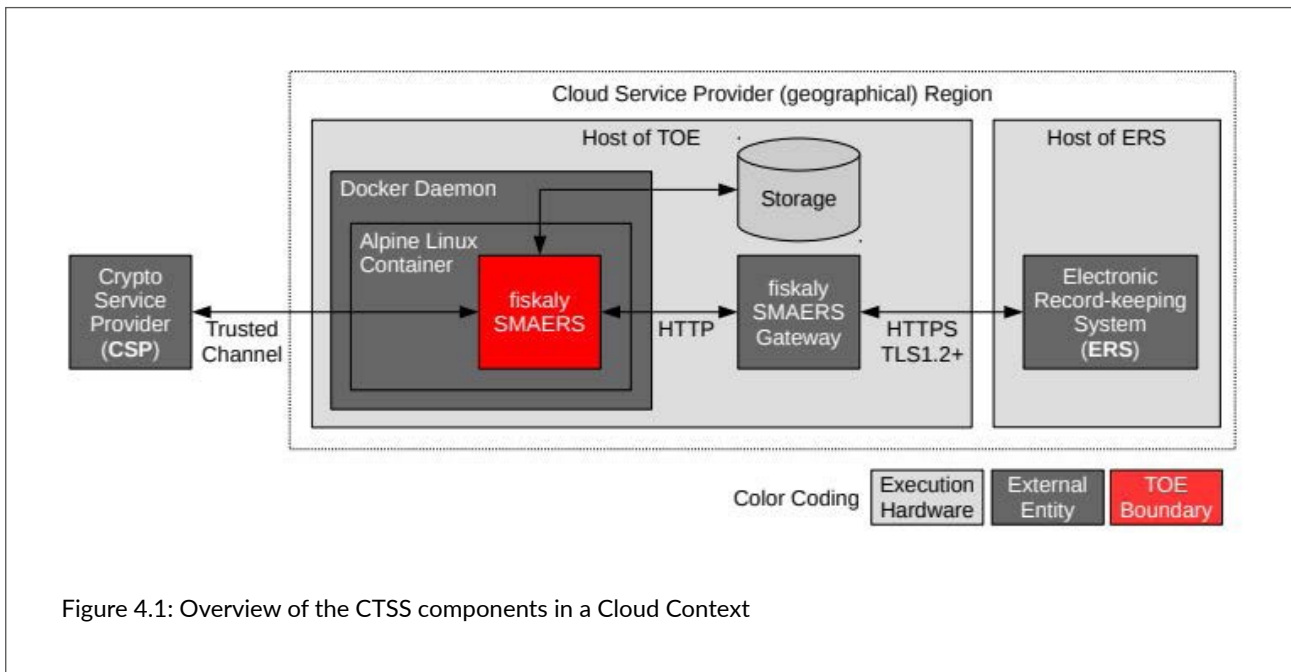 Cloud Service Provider (geographical) Region
Host of TOE
Host of ERS
Docker Daemon
Storage
Alpine Linux
Container
Crypto
Service
Provider
(CSP)
Trusted
Channel
fiskaly
SMAERS
HTTP
fiskaly
SMAERS
Gateway
HTTPS
TLS1.2+
Electronic
Record-keeping
System
(ERS)
Color Coding
Execution
Hardware
External
Entity
TOE
Boundary
Figure 4.1: Overview of the CTSS components in a Cloud Context